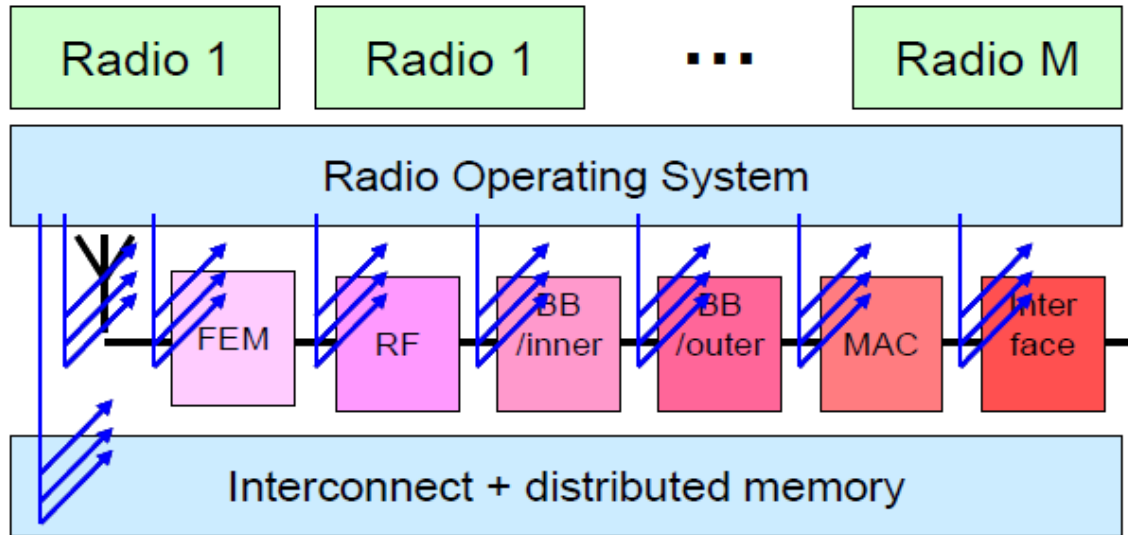 Radio 1
Radio 1
...
Radio M
Radio Operating System
FEM
RF
BB
/inner
BB
/outer
MAC
Inter
face
Interconnect + distributed memory